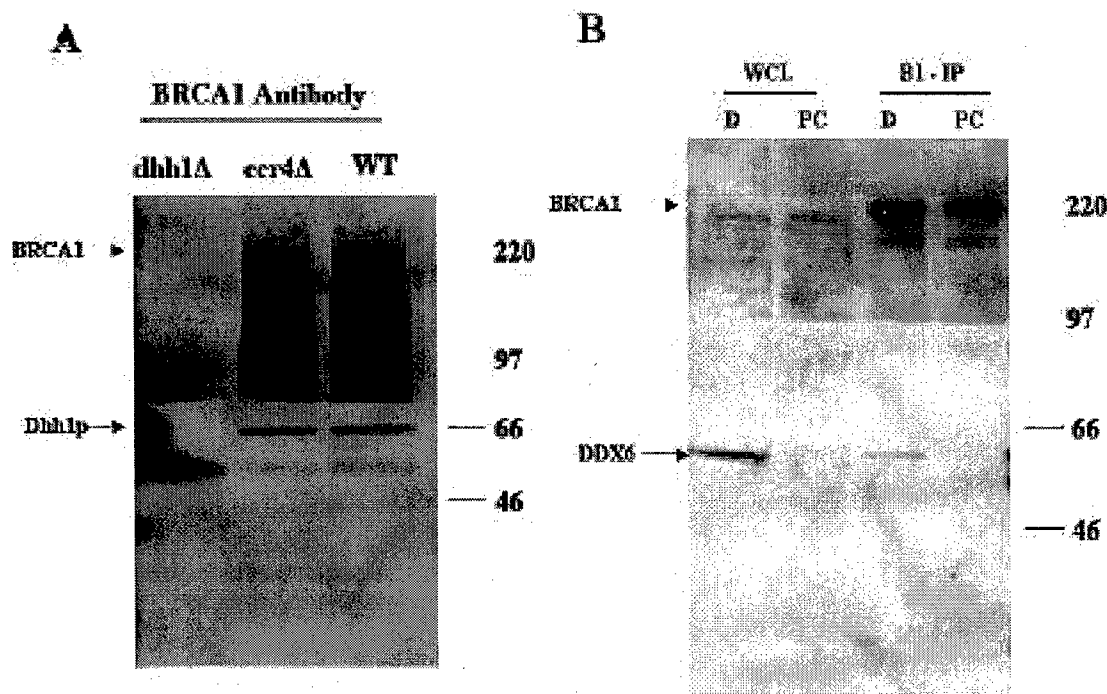 A
BRCA1 Antibody
dhh1Δ ccr4Δ WT
BRCA1
220
97
Dhh1p
66
46
B
WCL B1-IP
D PC D PC
BRCA1
220
97
66
DDX6
46